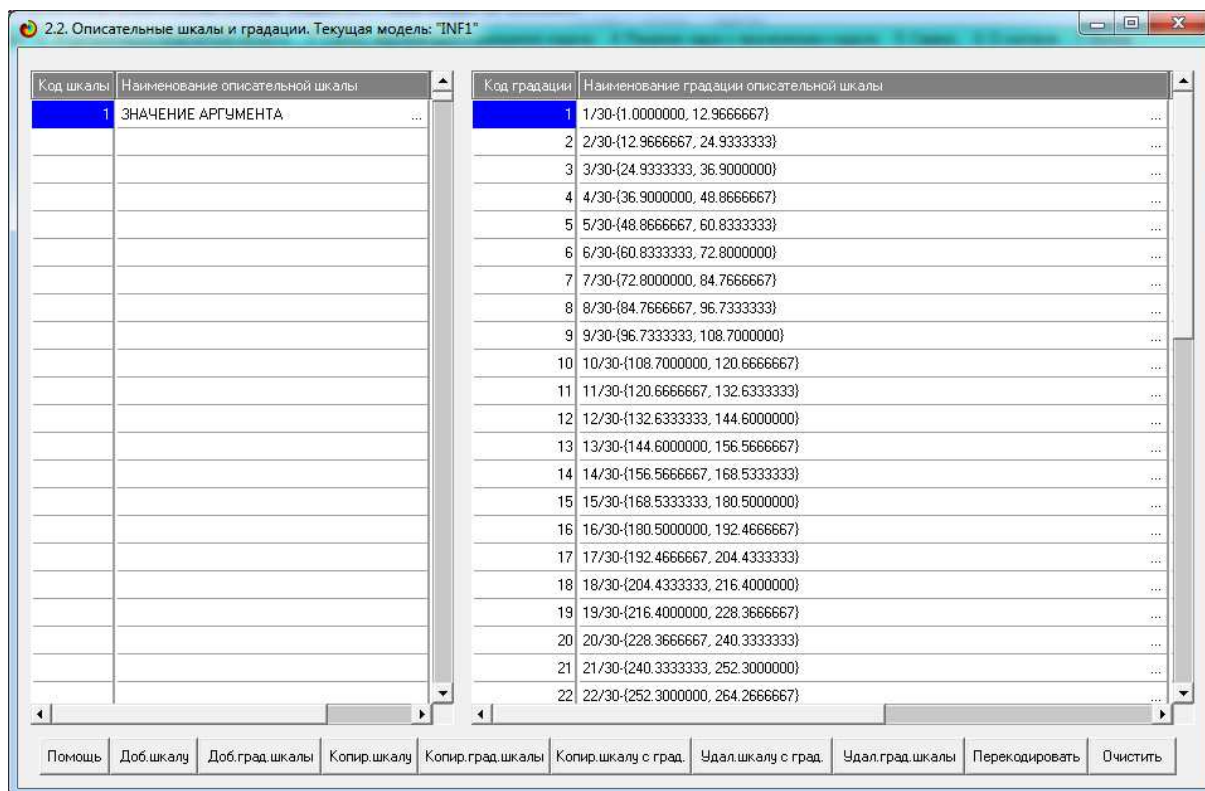 2.2. Описательные шкалы и градации. Текущая модель: "INF1"
Код шкалы Наименование описательной шкалы
1 ЗНАЧЕНИЕ АРГУМЕНТА ...
Код градации Наименование градации описательной шкалы
1 1/30-{1.0000000, 12.9666667} ...
2 2/30-{12.9666667, 24.9333333} ...
3 3/30-{24.9333333, 36.9000000} ...
4 4/30-{36.9000000, 48.8666667} ...
5 5/30-{48.8666667, 60.8333333} ...
6 6/30-{60.8333333, 72.8000000} ...
7 7/30-{72.8000000, 84.7666667} ...
8 8/30-{84.7666667, 96.7333333} ...
9 9/30-{96.7333333, 108.7000000} ...
10 10/30-{108.7000000, 120.6666667} ...
11 11/30-{120.6666667, 132.6333333} ...
12 12/30-{132.6333333, 144.6000000} ...
13 13/30-{144.6000000, 156.5666667} ...
14 14/30-{156.5666667, 168.5333333} ...
15 15/30-{168.5333333, 180.5000000} ...
16 16/30-{180.5000000, 192.4666667} ...
17 17/30-{192.4666667, 204.4333333} ...
18 18/30-{204.4333333, 216.4000000} ...
19 19/30-{216.4000000, 228.3666667} ...
20 20/30-{228.3666667, 240.3333333} ...
21 21/30-{240.3333333, 252.3000000} ...
22 22/30-{252.3000000, 264.2666667} ...
Помощь Доб.шкалу Доб.град.шкалы Копир.шкалу Копир.град.шкалы Копир.шкалу с град. Удал.шкалу с град. Удал.град.шкалы Перекодировать Очистить